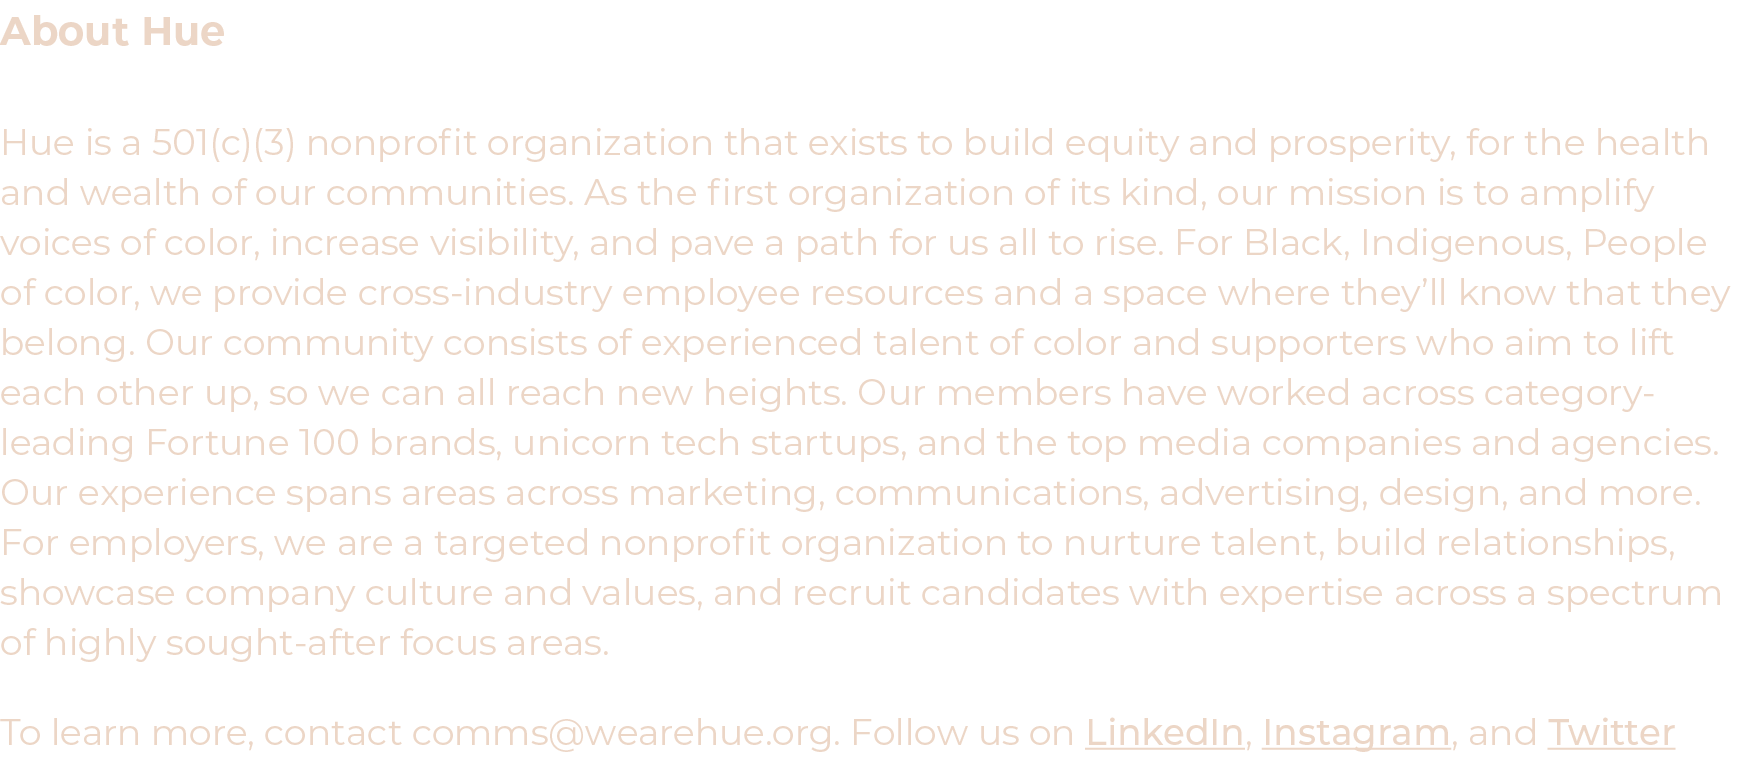 About Hue
Hue is a 501(c)(3) nonprofit organization that exists to build equity and prosperity, for the health
and wealth of our communities. As the first organization of its kind, our mission is to amplify
voices of color, increase visibility, and pave a path for us all to rise. For Black, Indigenous, People
of color, we provide cross-industry employee resources and a space where they’ll know that they
belong. Our community consists of experienced talent of color and supporters who aim to lift
each other up, so we can all reach new heights. Our members have worked across category-
leading Fortune 100 brands, unicorn tech startups, and the top media companies and agencies.
Our experience spans areas across marketing, communications, advertising, design, and more.
For employers, we are a targeted nonprofit organization to nurture talent, build relationships,
showcase company culture and values, and recruit candidates with expertise across a spectrum
of highly sought-after focus areas.
To learn more, contact comms@wearehue.org. Follow us on LinkedIn, Instagram, and Twitter